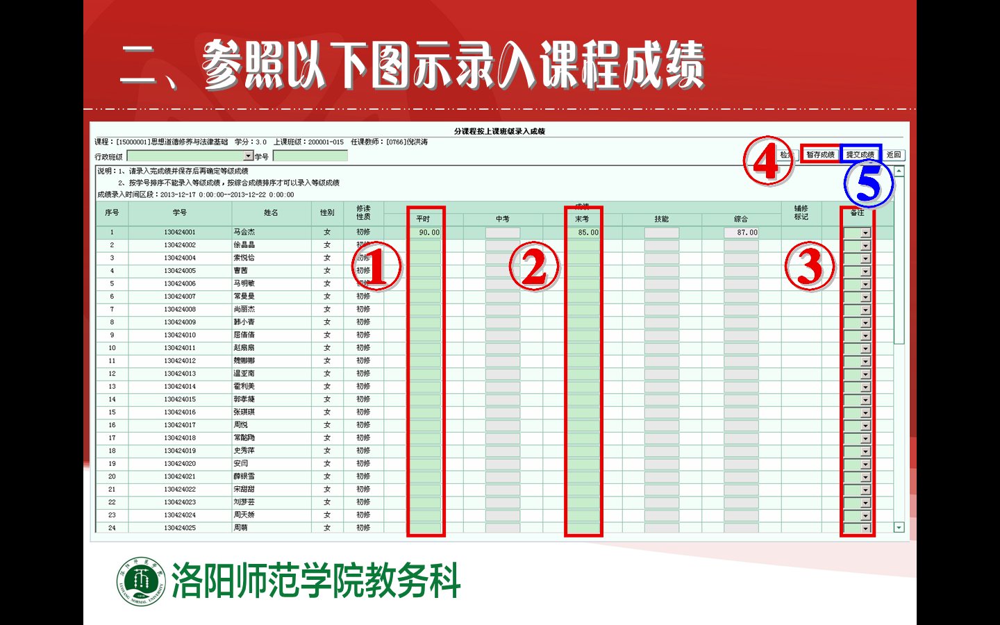 二、参照以下图示录入课程成绩
分课程按上课班级录入成绩
课程：[15000001]思想道德修养与法律基础 学分：3.0 上课班级：200001-015 任课教师：[0766]倪洪涛
行政班级 学号 暂存成绩 提交成绩 返回
④
⑤
说明：1、请录入完成绩并保存后再确定等级成绩
2、按学号排序不能录入等级成绩，按综合成绩排序才可以录入等级成绩
成绩录入时间区段：2013-12-17 0:00:00--2013-12-22 0:00:00
序号 学号 姓名 性别 修读性质 成绩 辅修标记 备注
平时 中考 末考 技能 综合
1 130424001 马会杰 女 初修 90.00 85.00 87.00
2 130424002 徐晶晶 女 初修
3 130424004 索悦怡 女 初修
4 130424005 曹茜 女 初修
5 130424006 马明敏 女 初修
① ② ③
6 130424007 常曼曼 女 初修
7 130424008 尚丽杰 女 初修
8 130424009 韩小青 女 初修
9 130424010 屈倩倩 女 初修
10 130424011 赵扇扇 女 初修
11 130424012 魏娜娜 女 初修
12 130424013 温亚南 女 初修
13 130424014 霍利美 女 初修
14 130424015 郭孝婕 女 初修
15 130424016 张琪琪 女 初修
16 130424017 周悦 女 初修
17 130424018 常 女 初修
18 130424019 史秀萍 女 初修
19 130424020 安闫 女 初修
20 130424021 薛银雪 女 初修
21 130424022 宋甜甜 女 初修
22 130424023 刘梦芸 女 初修
23 130424024 周天娇 女 初修
24 130424025 周萌 女 初修
洛阳师范学院教务科